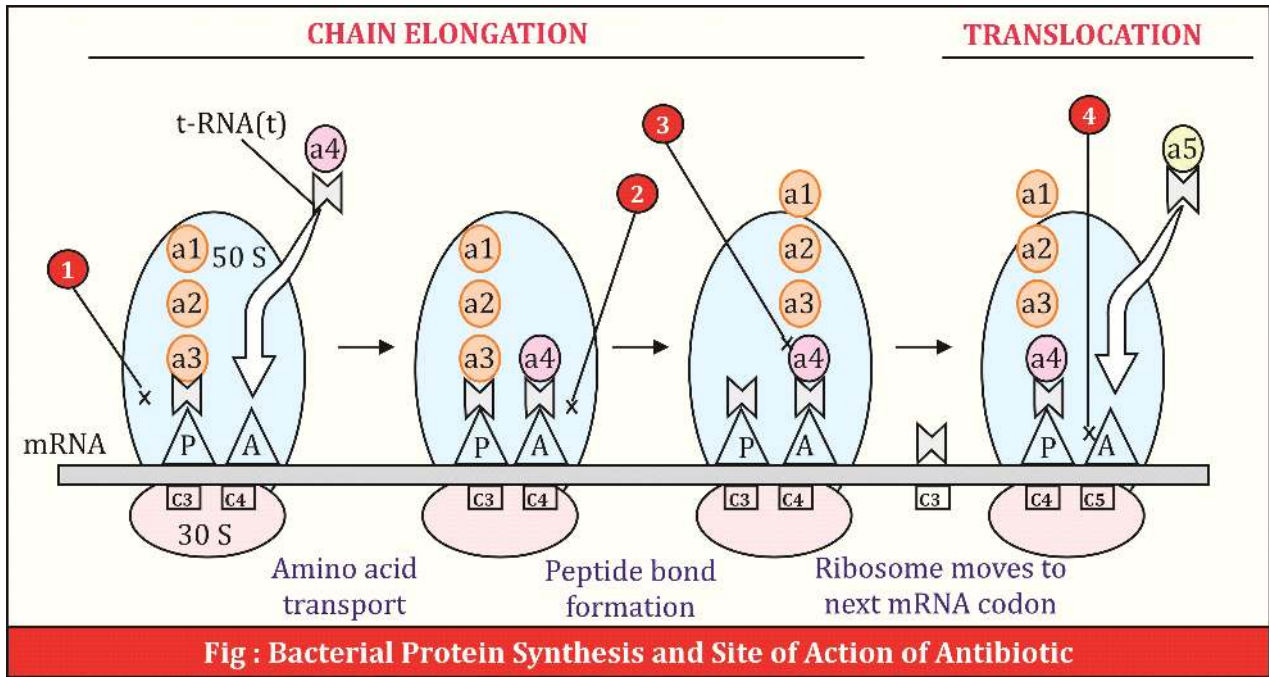 CHAIN ELONGATION
TRANSLOCATION
t-RNA(t)
a4
1
2
3
4
a5
a1
50 S
a2
a3
P
A
a1
a2
a3
a4
P
A
a1
a2
a3
a4
P
A
a1
a2
a3
a4
P
A
mRNA
C3
C4
30 S
C3
C4
C3
C4
C3
C4
C5
Amino acid
transport
Peptide bond
formation
Ribosome moves to
next mRNA codon
Fig : Bacterial Protein Synthesis and Site of Action of Antibiotic